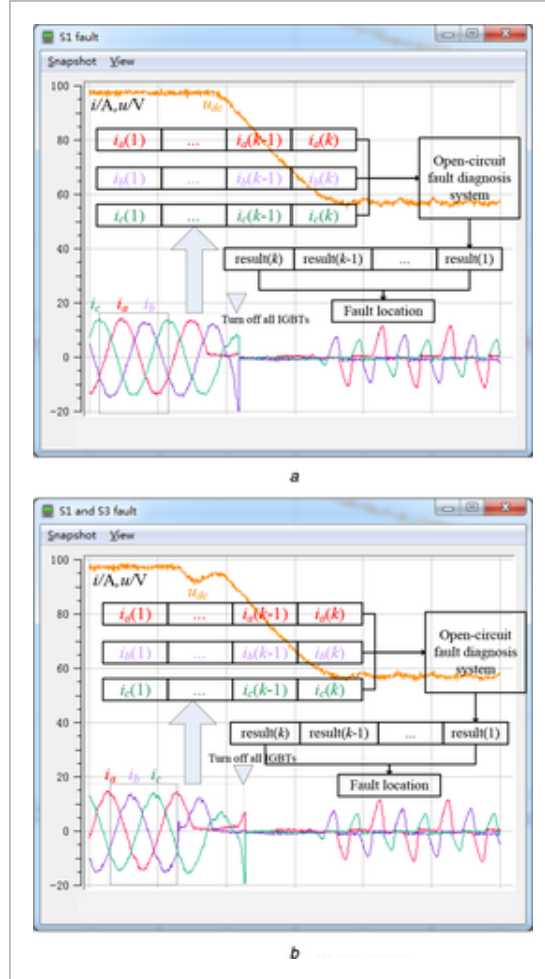 S1 fault
Snapshot View
100
i/A,u/V
u_dc
80
i_a(1) ... i_a(k-1) i_a(k)
Open-circuit
fault diagnosis
system
i_b(1) ... i_b(k-1) i_b(k)
60
i_c(1) ... i_c(k-1) i_c(k)
40
result(k) result(k-1) ... result(1)
20
i_c i_a i_b
Turn off all IGBTs
Fault location
0
-20
a
S1 and S3 fault
Snapshot View
100
i/A,u/V
u_dc
80
i_a(1) ... i_a(k-1) i_a(k)
Open-circuit
fault diagnosis
system
i_b(1) ... i_b(k-1) i_b(k)
60
i_c(1) ... i_c(k-1) i_c(k)
40
result(k) result(k-1) ... result(1)
Turn off all IGBTs
20
i_a i_b i_c
Fault location
0
-20
b